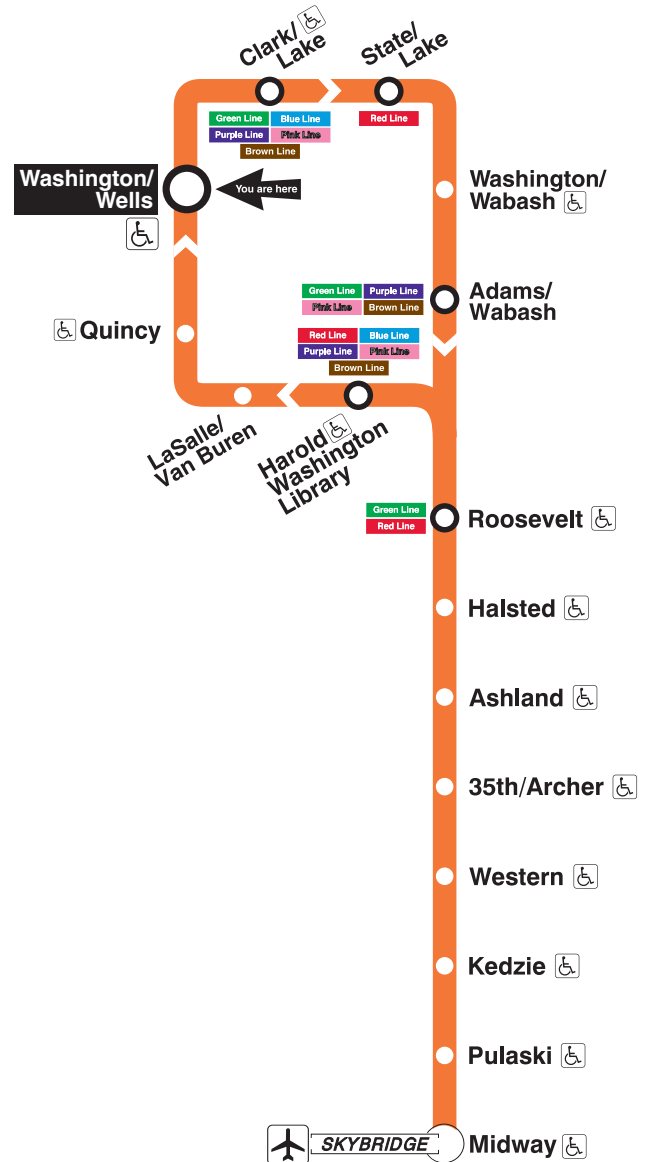 Clark/
Lake
State/
Lake
Green Line
Blue Line
Purple Line
Pink Line
Brown Line
Red Line
Washington/
Wells
You are here
Washington/
Wabash
Green Line
Purple Line
Pink Line
Brown Line
Adams/
Wabash
Quincy
Red Line
Blue Line
Purple Line
Pink Line
Brown Line
LaSalle/
Van Buren
Harold
Washington
Library
Green Line
Red Line
Roosevelt
Halsted
Ashland
35th/Archer
Western
Kedzie
Pulaski
SKYBRIDGE
Midway